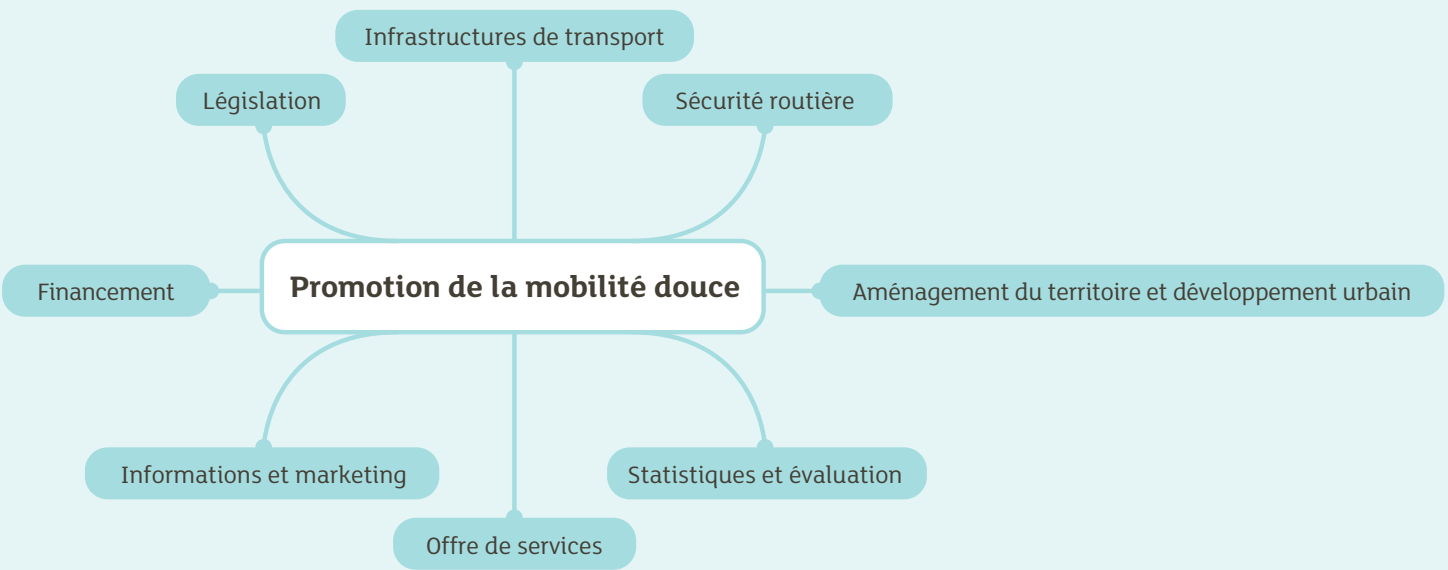 Infrastructures de transport
Législation
Sécurité routière
Financement
Promotion de la mobilité douce
Aménagement du territoire et développement urbain
Informations et marketing
Statistiques et évaluation
Offre de services